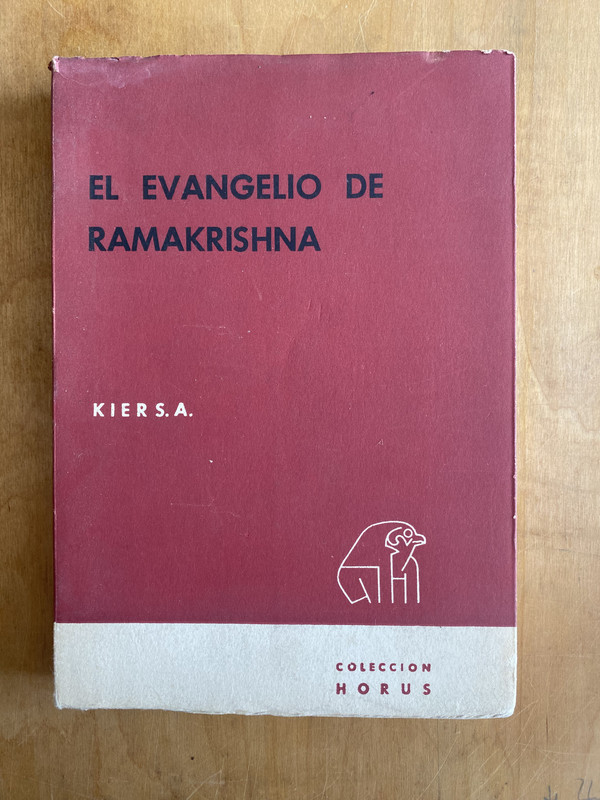 EL EVANGELIO DE
RAMAKRISHNA
KIER S.A.
COLECCION
HORUS